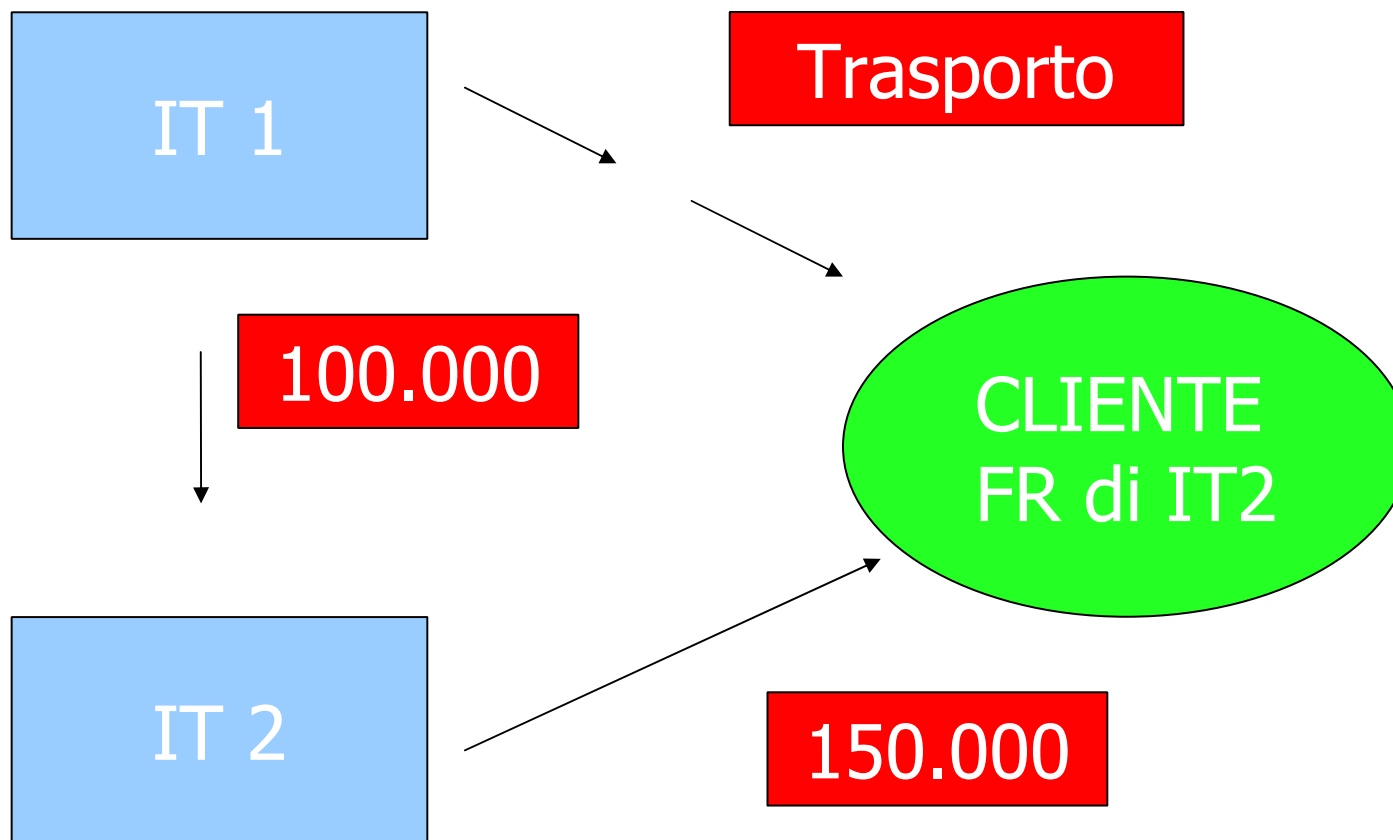 IT 1
Trasporto
100.000
CLIENTE
FR di IT2
IT 2
150.000